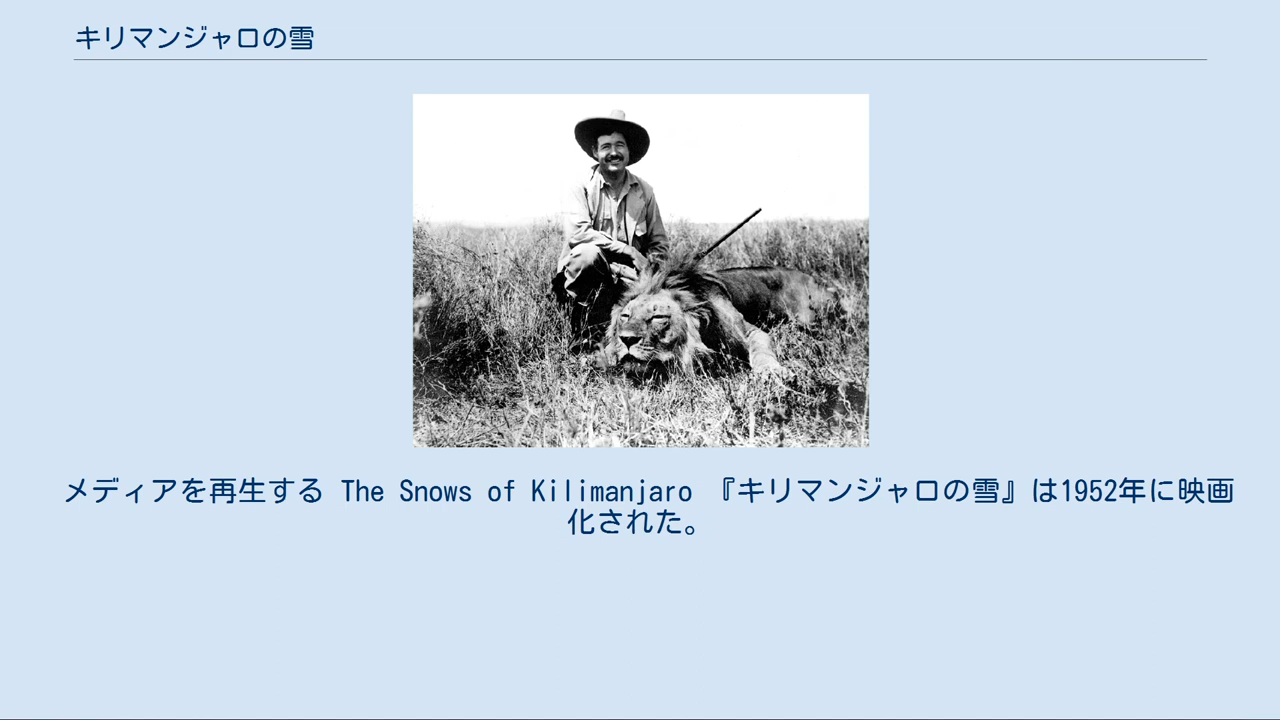 キリマンジャロの雪
メディアを再生する The Snows of Kilimanjaro 『キリマンジャロの雪』は1952年に映画
化された。